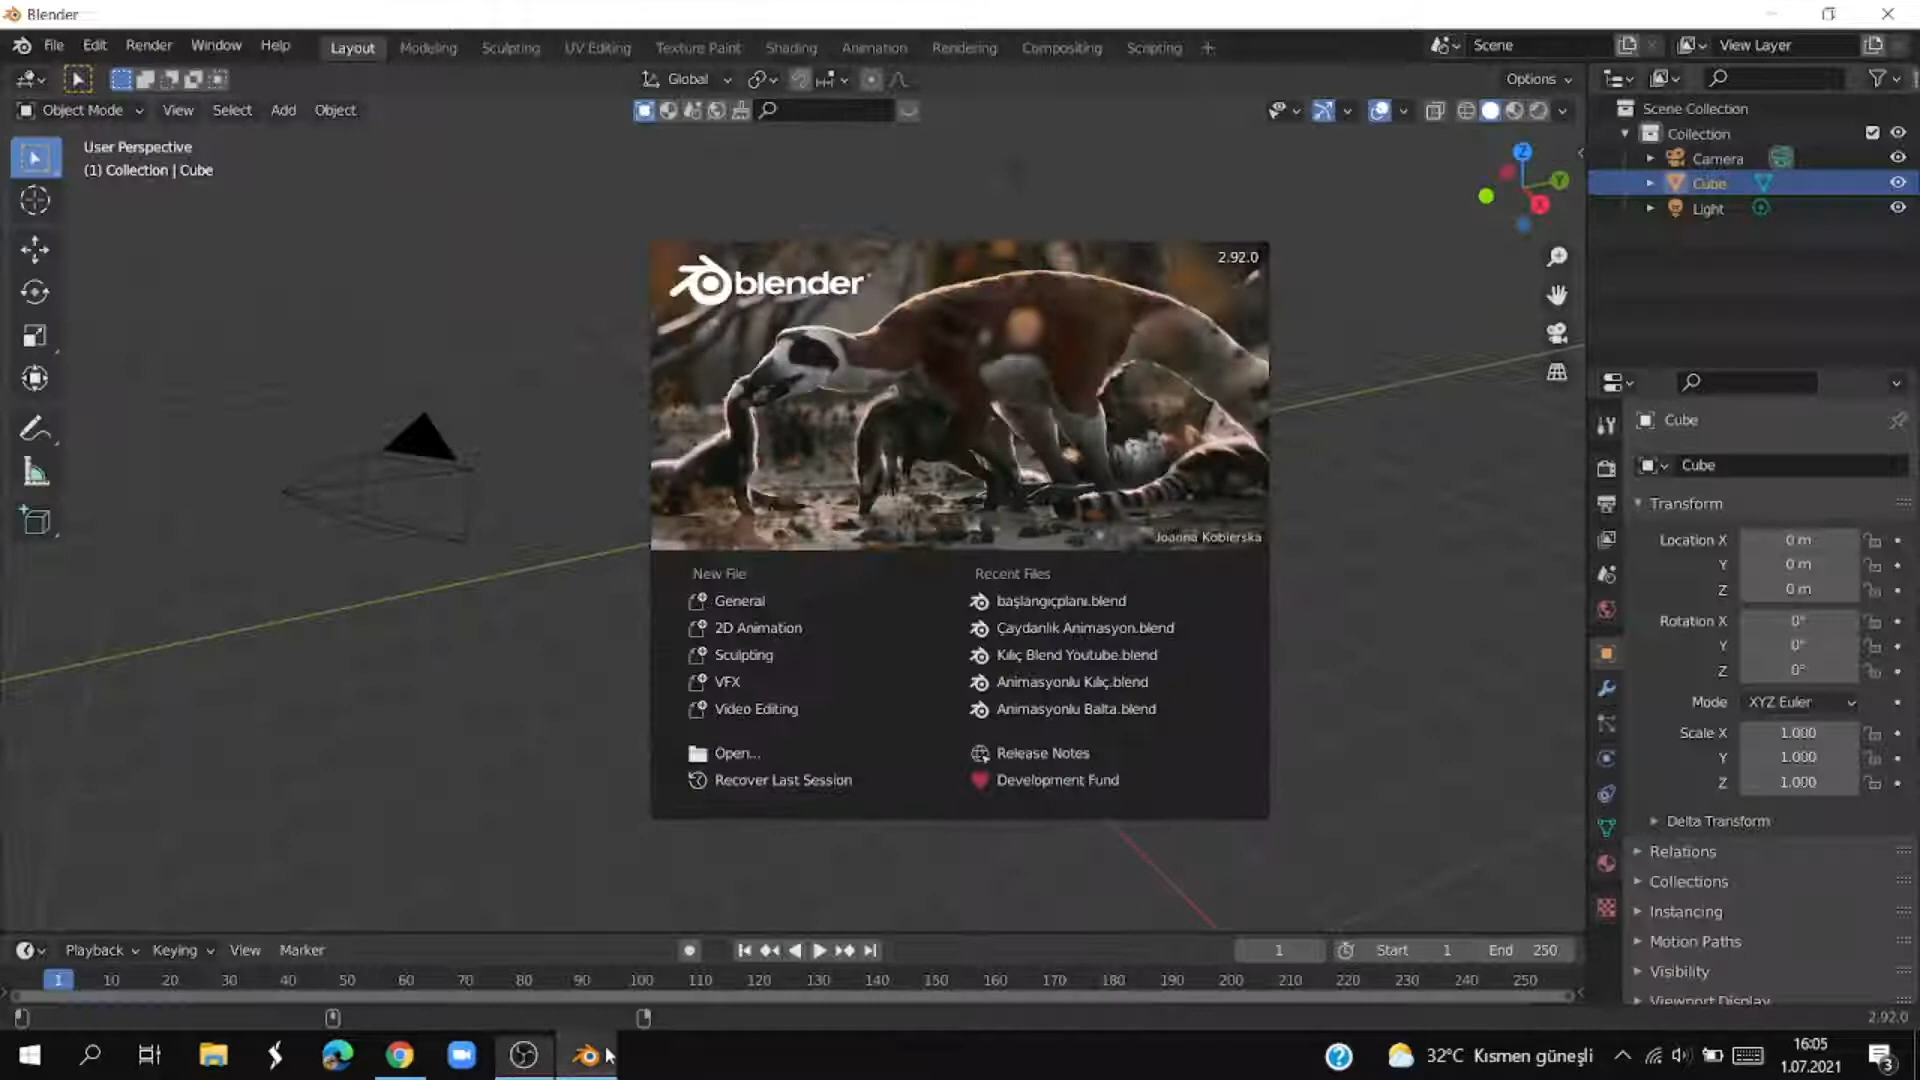 Blender
File Edit Render Window Help Layout Modeling Sculpting UV Editing Texture Paint Shading Animation Rendering Compositing Scripting + Scene View Layer
Global Options
Object Mode View Select Add Object
User Perspective
(1) Collection | Cube
Z
Y
X
Scene Collection
Collection
Camera
Cube
Light
blender
2.92.0
Joanna Kobierska
New File
General
2D Animation
Sculpting
VFX
Video Editing
Open...
Recover Last Session
Recent Files
başlangıçplanı.blend
Çaydanlık Animasyon.blend
Kılıç Blend Youtube.blend
Animasyonlu Kılıç.blend
Animasyonlu Balta.blend
Release Notes
Development Fund
Cube
Cube
Transform
Location X 0 m
Y 0 m
Z 0 m
Rotation X 0°
Y 0°
Z 0°
Mode XYZ Euler
Scale X 1.000
Y 1.000
Z 1.000
Delta Transform
Relations
Collections
Instancing
Motion Paths
Visibility
Viewport Display
Playback Keying View Marker 1 Start 1 End 250
1 10 20 30 40 50 60 70 80 90 100 110 120 130 140 150 160 170 180 190 200 210 220 230 240 250
2.92.0
32°C Kısmen güneşli
16:05
1.07.2021
3